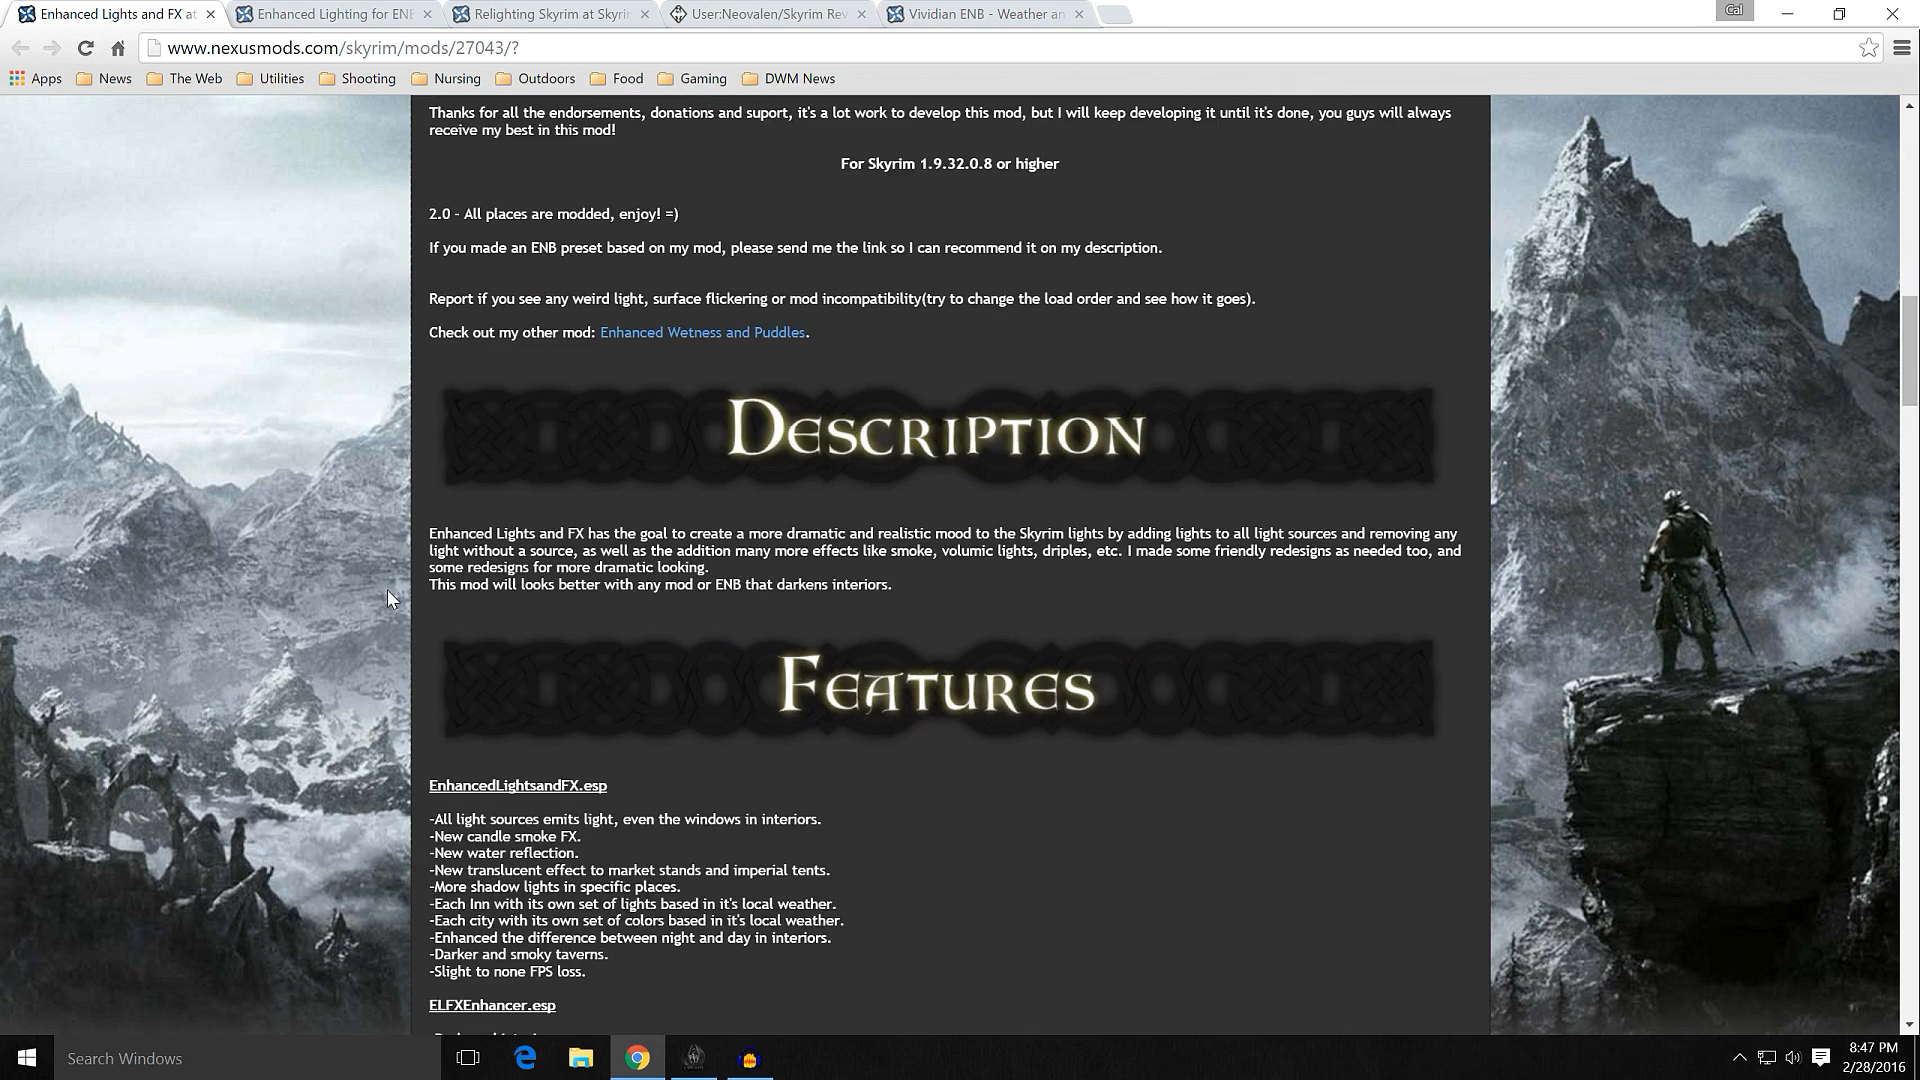 Enhanced Lights and FX at
Enhanced Lighting for ENB
Relighting Skyrim at Skyrim
User:Neovalen/Skyrim Rev
Vividian ENB - Weather an
Cal
www.nexusmods.com/skyrim/mods/27043/?
Apps
News
The Web
Utilities
Shooting
Nursing
Outdoors
Food
Gaming
DWM News
Thanks for all the endorsements, donations and suport, it's a lot work to develop this mod, but I will keep developing it until it's done, you guys will always
receive my best in this mod!
For Skyrim 1.9.32.0.8 or higher
2.0 - All places are modded, enjoy! =)
If you made an ENB preset based on my mod, please send me the link so I can recommend it on my description.
Report if you see any weird light, surface flickering or mod incompatibility(try to change the load order and see how it goes).
Check out my other mod: Enhanced Wetness and Puddles.
DESCRIPTION
Enhanced Lights and FX has the goal to create a more dramatic and realistic mood to the Skyrim lights by adding lights to all light sources and removing any
light without a source, as well as the addition many more effects like smoke, volumic lights, driples, etc. I made some friendly redesigns as needed too, and
some redesigns for more dramatic looking.
This mod will looks better with any mod or ENB that darkens interiors.
FEATURES
EnhancedLightsandFX.esp
-All light sources emits light, even the windows in interiors.
-New candle smoke FX.
-New water reflection.
-New translucent effect to market stands and imperial tents.
-More shadow lights in specific places.
-Each Inn with its own set of lights based in it's local weather.
-Each city with its own set of colors based in it's local weather.
-Enhanced the difference between night and day in interiors.
-Darker and smoky taverns.
-Slight to none FPS loss.
ELFXEnhancer.esp
Search Windows
8:47 PM
2/28/2016